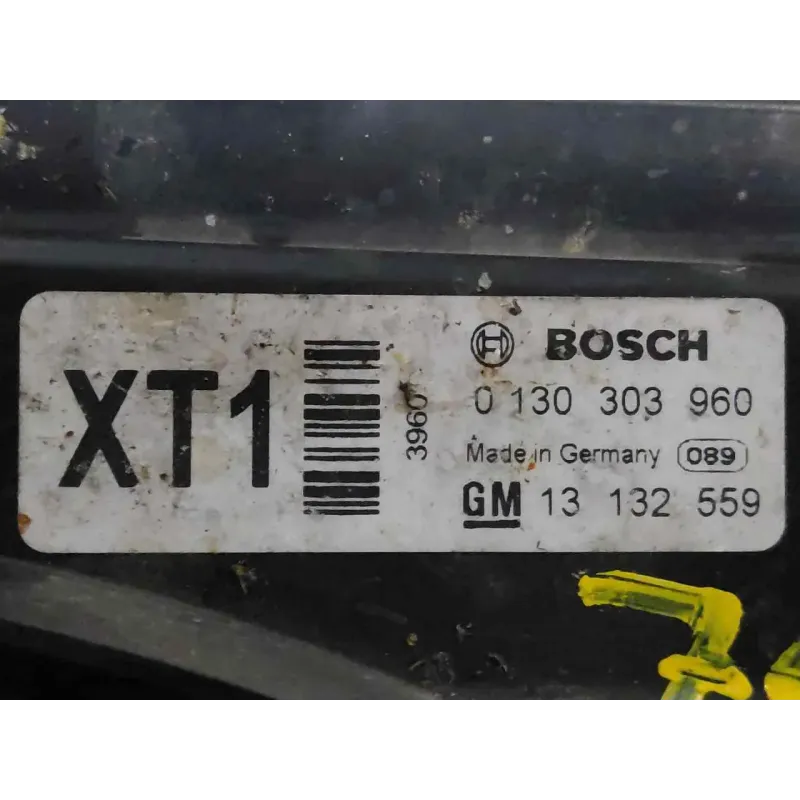 XT1
3960
BOSCH
0 130 303 960
Made in Germany 089
GM 13 132 559